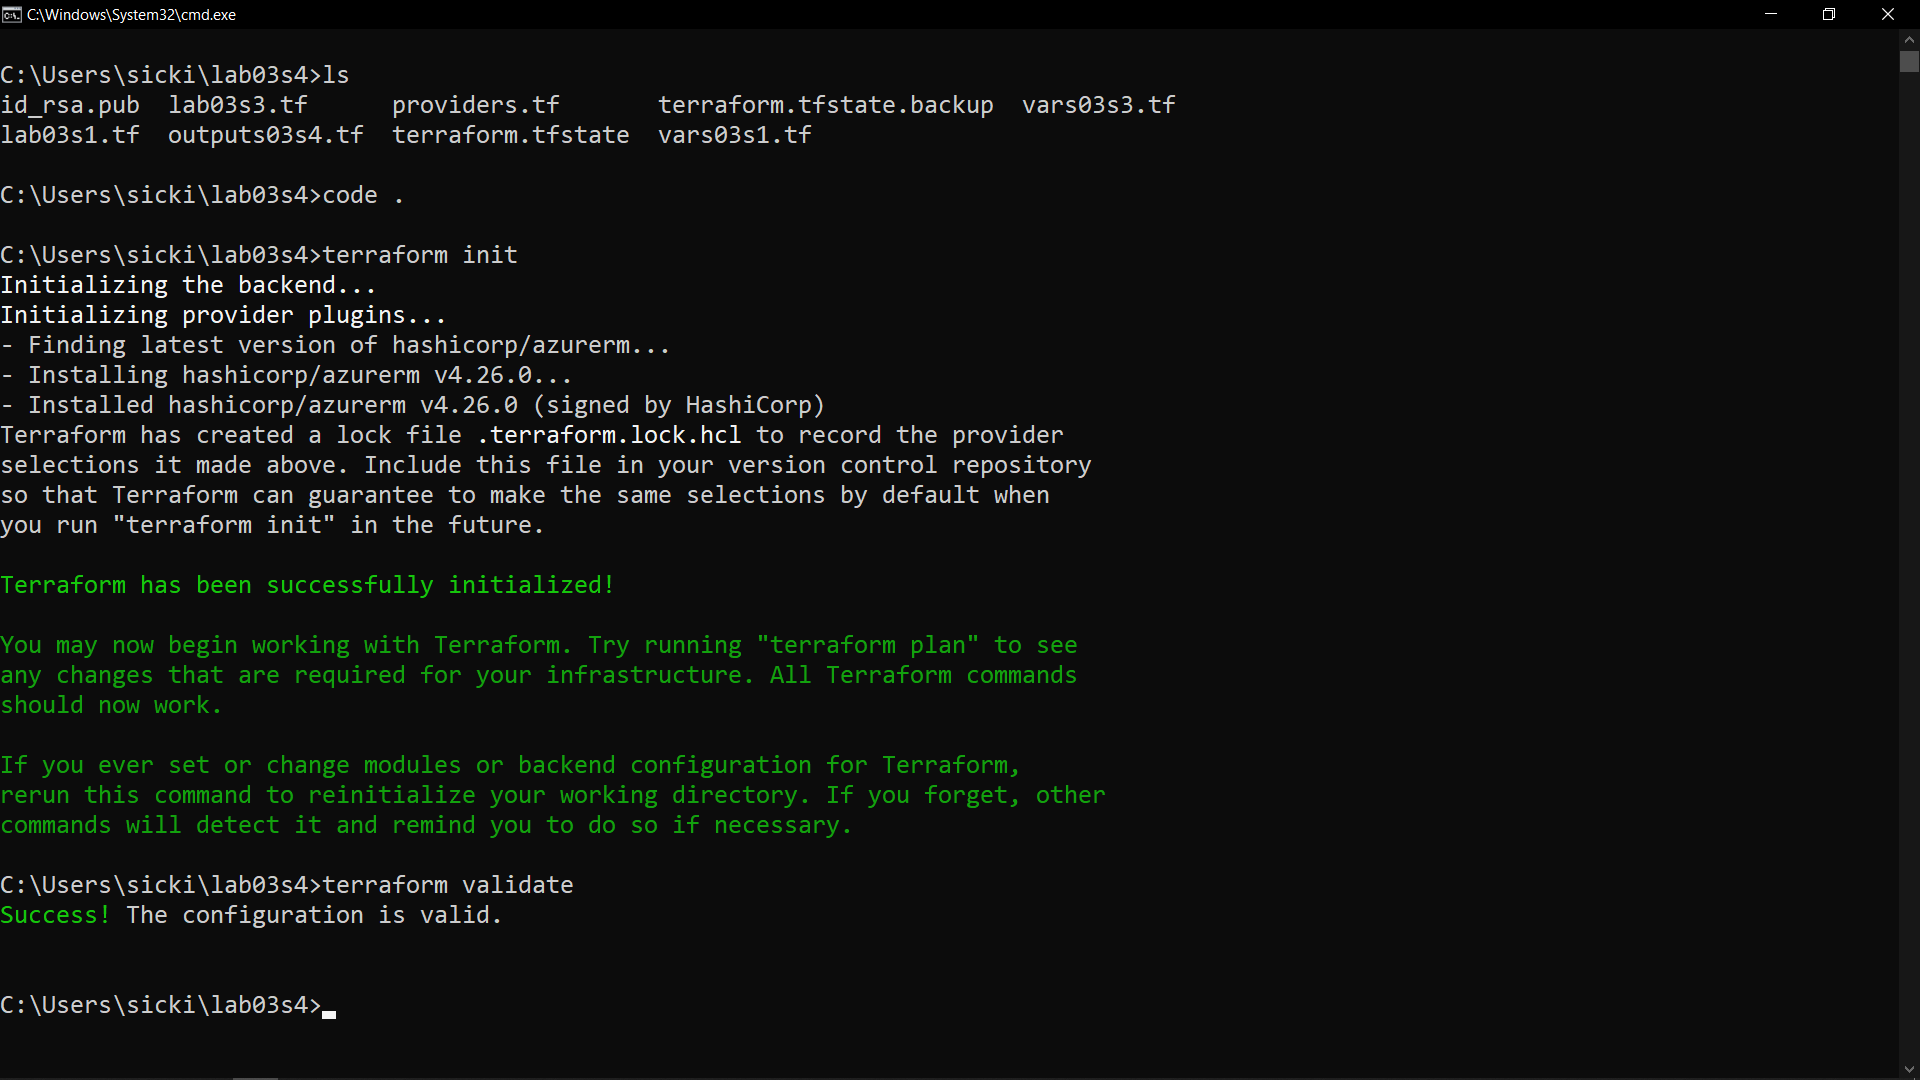 C:\Windows\System32\cmd.exe
C:\Users\sicki\lab03s4>ls
id_rsa.pub  lab03s3.tf      providers.tf       terraform.tfstate.backup  vars03s3.tf
lab03s1.tf  outputs03s4.tf  terraform.tfstate  vars03s1.tf
C:\Users\sicki\lab03s4>code .
C:\Users\sicki\lab03s4>terraform init
Initializing the backend...
Initializing provider plugins...
- Finding latest version of hashicorp/azurerm...
- Installing hashicorp/azurerm v4.26.0...
- Installed hashicorp/azurerm v4.26.0 (signed by HashiCorp)
Terraform has created a lock file .terraform.lock.hcl to record the provider
selections it made above. Include this file in your version control repository
so that Terraform can guarantee to make the same selections by default when
you run "terraform init" in the future.
Terraform has been successfully initialized!
You may now begin working with Terraform. Try running "terraform plan" to see
any changes that are required for your infrastructure. All Terraform commands
should now work.
If you ever set or change modules or backend configuration for Terraform,
rerun this command to reinitialize your working directory. If you forget, other
commands will detect it and remind you to do so if necessary.
C:\Users\sicki\lab03s4>terraform validate
Success! The configuration is valid.
C:\Users\sicki\lab03s4>